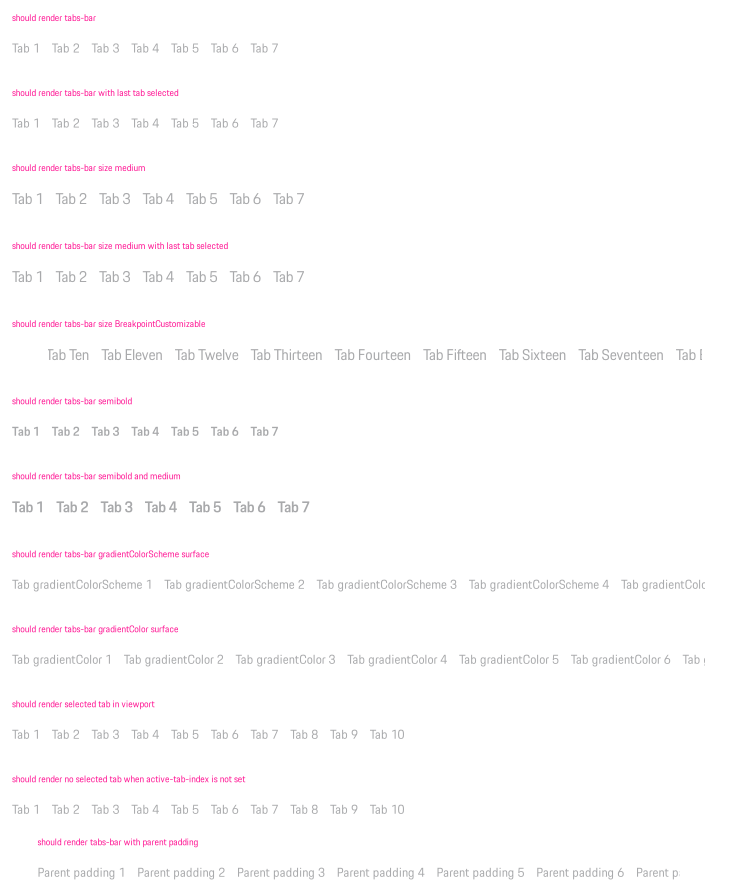 should render tabs-bar
Tab 1 Tab 2 Tab 3 Tab 4 Tab 5 Tab 6 Tab 7
should render tabs-bar with last tab selected
Tab 1 Tab 2 Tab 3 Tab 4 Tab 5 Tab 6 Tab 7
should render tabs-bar size medium
Tab 1 Tab 2 Tab 3 Tab 4 Tab 5 Tab 6 Tab 7
should render tabs-bar size medium with last tab selected
Tab 1 Tab 2 Tab 3 Tab 4 Tab 5 Tab 6 Tab 7
should render tabs-bar size BreakpointCustomizable
Tab Ten Tab Eleven Tab Twelve Tab Thirteen Tab Fourteen Tab Fifteen Tab Sixteen Tab Seventeen Tab
should render tabs-bar semibold
Tab 1 Tab 2 Tab 3 Tab 4 Tab 5 Tab 6 Tab 7
should render tabs-bar semibold and medium
Tab 1 Tab 2 Tab 3 Tab 4 Tab 5 Tab 6 Tab 7
should render tabs-bar gradientColorScheme surface
Tab gradientColorScheme 1 Tab gradientColorScheme 2 Tab gradientColorScheme 3 Tab gradientColorScheme 4 Tab gradientColo
should render tabs-bar gradientColor surface
Tab gradientColor 1 Tab gradientColor 2 Tab gradientColor 3 Tab gradientColor 4 Tab gradientColor 5 Tab gradientColor 6 Tab
should render selected tab in viewport
Tab 1 Tab 2 Tab 3 Tab 4 Tab 5 Tab 6 Tab 7 Tab 8 Tab 9 Tab 10
should render no selected tab when active-tab-index is not set
Tab 1 Tab 2 Tab 3 Tab 4 Tab 5 Tab 6 Tab 7 Tab 8 Tab 9 Tab 10
should render tabs-bar with parent padding
Parent padding 1 Parent padding 2 Parent padding 3 Parent padding 4 Parent padding 5 Parent padding 6 Parent p